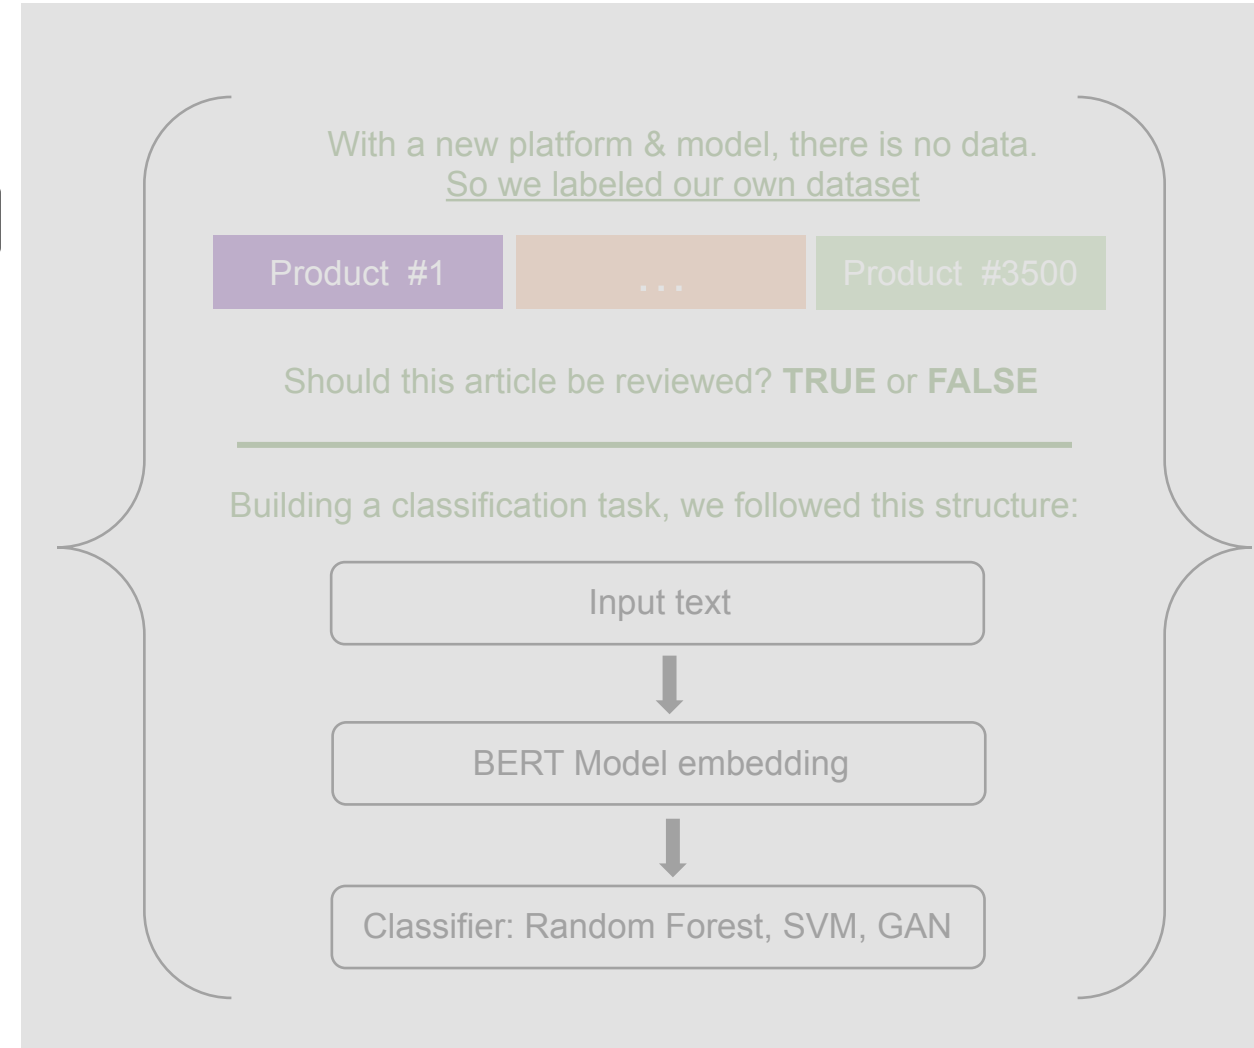 With a new platform & model, there is no data.
So we labeled our own dataset
Product #1
...
Product #3500
Should this article be reviewed? TRUE or FALSE
Building a classification task, we followed this structure:
Input text
BERT Model embedding
Classifier: Random Forest, SVM, GAN